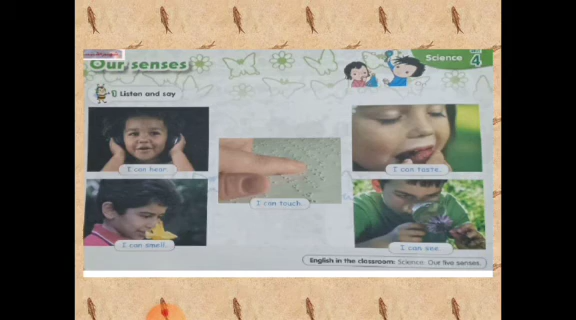 Our senses
Science
4
1 Listen and say
I can hear.
I can touch.
I can taste.
I can smell.
I can see.
English in the classroom: Science: Our five senses.